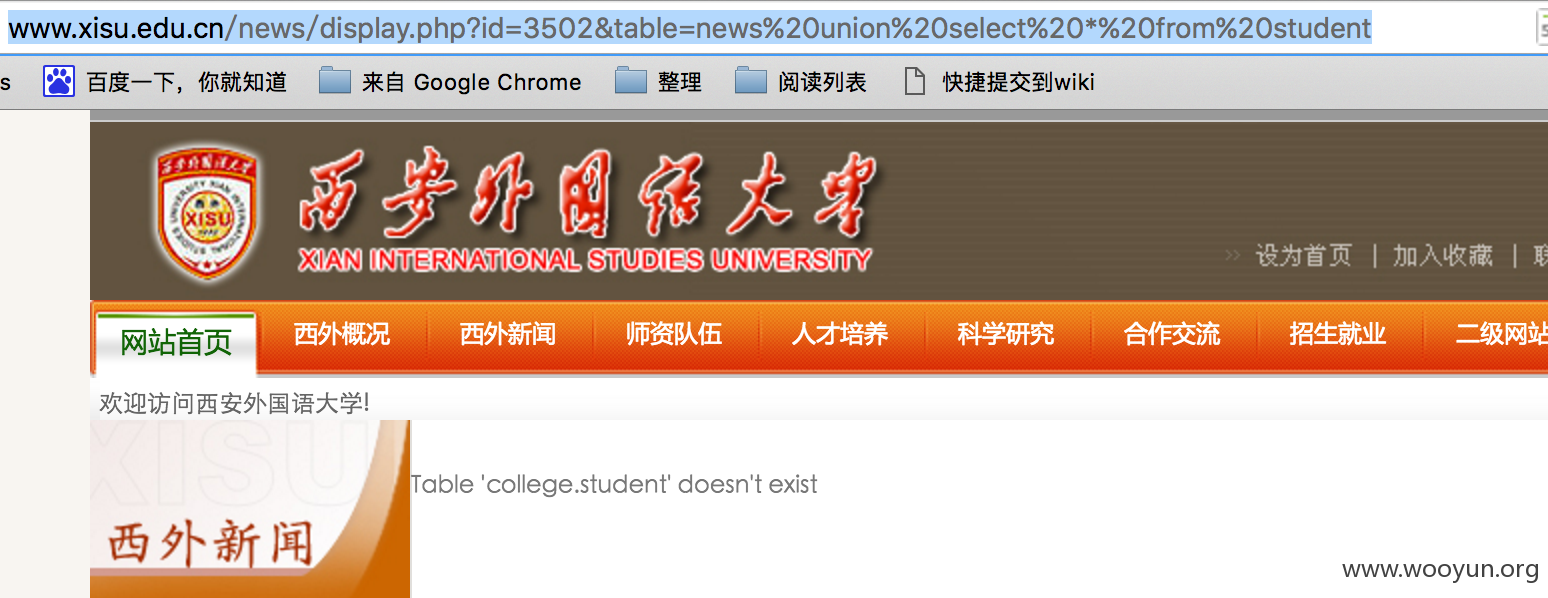 www.xisu.edu.cn/news/display.php?id=3502&table=news%20union%20select%20*%20from%20student
s 百度一下，你就知道 来自 Google Chrome 整理 阅读列表 快捷提交到wiki
西安外国语大学
XISU
XIAN INTERNATIONAL STUDIES UNIVERSITY
» 设为首页 | 加入收藏 | 联
网站首页 西外概况 西外新闻 师资队伍 人才培养 科学研究 合作交流 招生就业 二级网站
欢迎访问西安外国语大学!
XISU
Table 'college.student' doesn't exist
西外新闻
www.wooyun.org